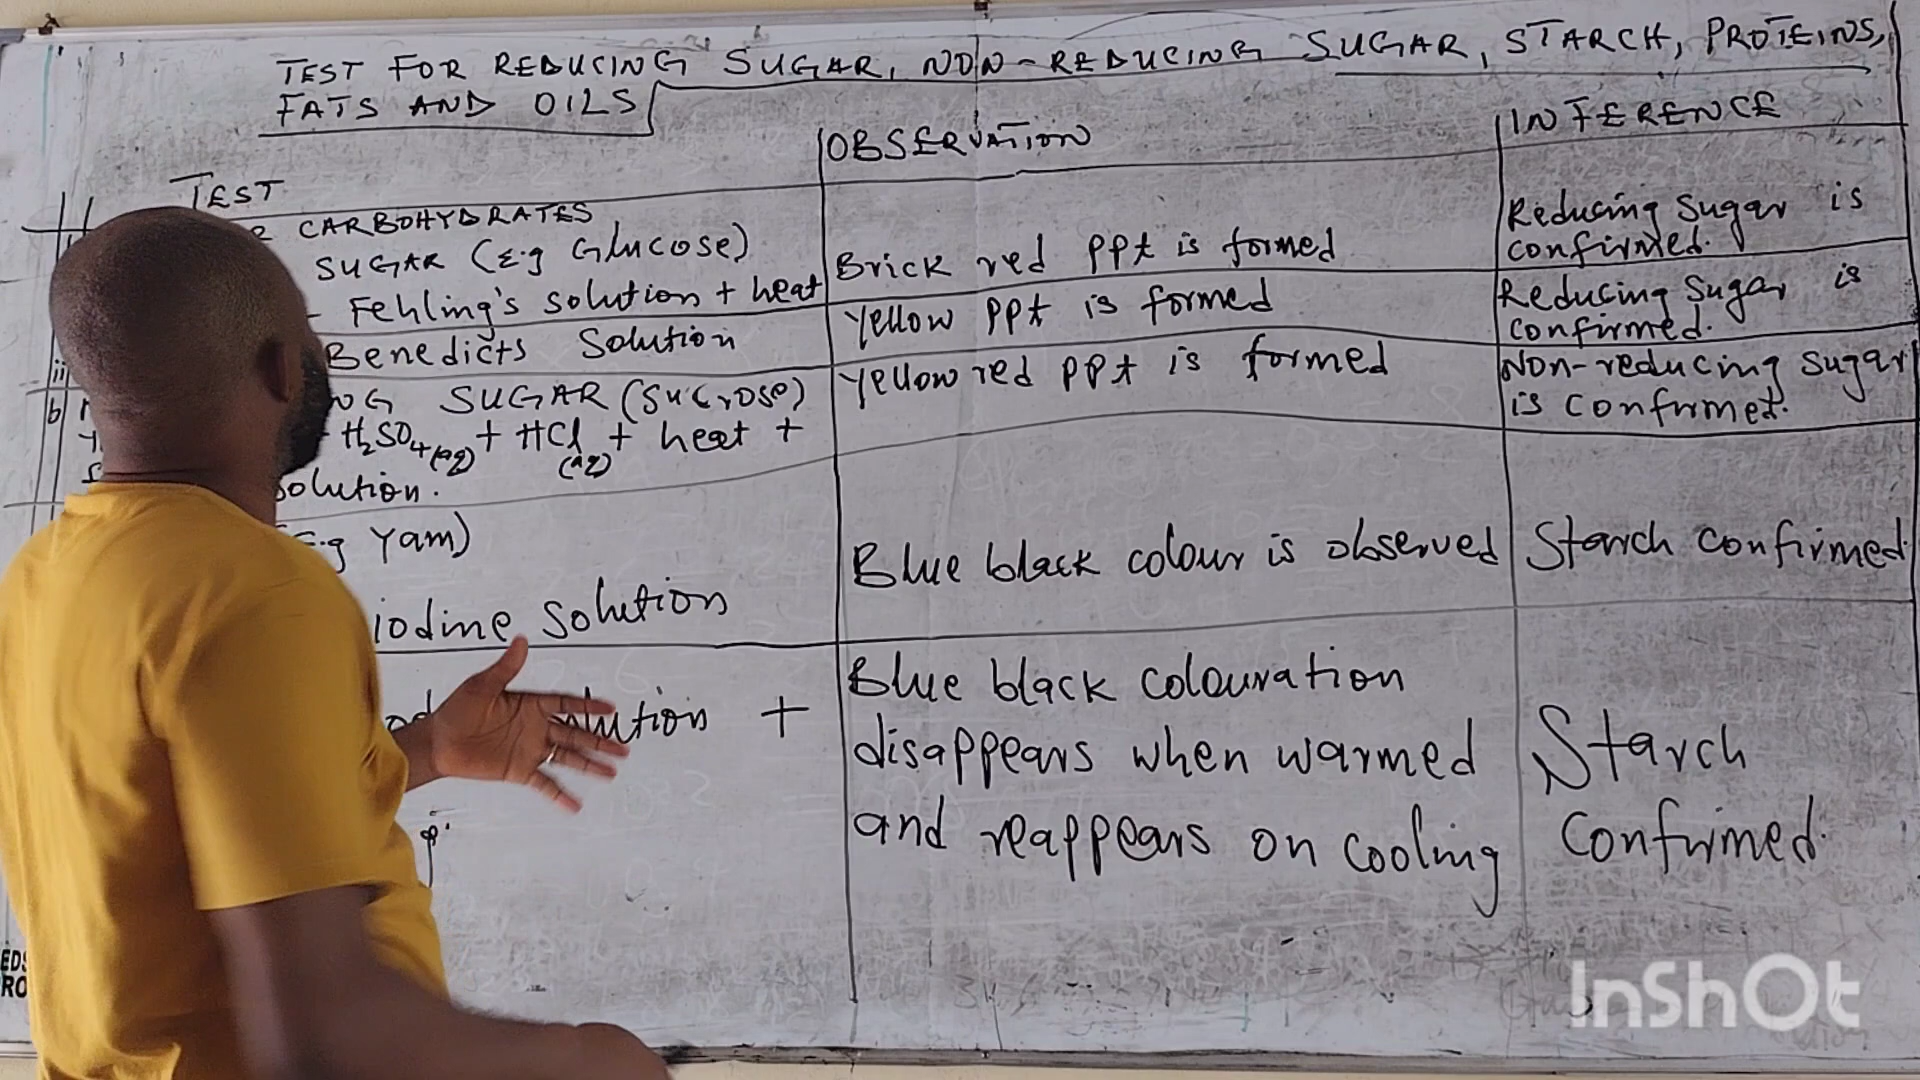 TEST FOR REDUCING SUGAR, NON-REDUCING SUGAR, STARCH, PROTEINS,
FATS AND OILS
TEST
OBSERVATION
INFERENCE
CARBOHYDRATES
SUGAR (E.g Glucose)
Fehling's solution + heat
Brick red ppt is formed
Reducing sugar is
confirmed.
ii
Benedicts Solution
Yellow ppt is formed
Reducing sugar is
confirmed.
b
NG SUGAR (Sucrose)
H₂SO₄(aq) + HCl(aq) + heat +
solution.
Yellow red ppt is formed
Non-reducing sugar
is confirmed.
E.g Yam)
iodine solution
Blue black colour is observed
Starch confirmed
lution +
Blue black colouration
disappears when warmed
and reappears on cooling
Starch
confirmed.
EDS
RO
InShOt